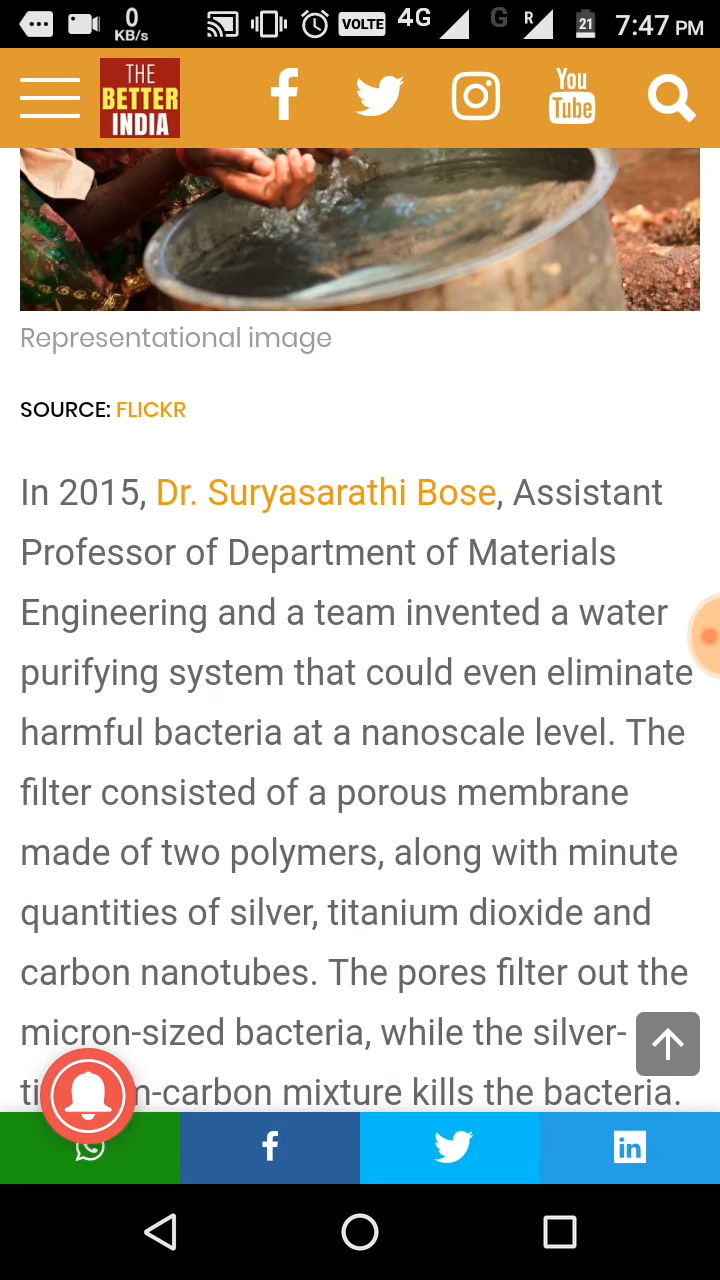 0
KB/s
VOLTE
4G
G
R
21
7:47 PM
THE
BETTER
INDIA
You
Tube
Representational image
SOURCE: FLICKR
In 2015, Dr. Suryasarathi Bose, Assistant
Professor of Department of Materials
Engineering and a team invented a water
purifying system that could even eliminate
harmful bacteria at a nanoscale level. The
filter consisted of a porous membrane
made of two polymers, along with minute
quantities of silver, titanium dioxide and
carbon nanotubes. The pores filter out the
micron-sized bacteria, while the silver-
-carbon mixture kills the bacteria.
in